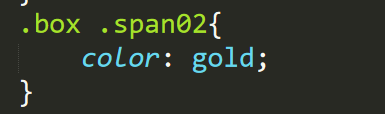 .box .span02{
    color: gold;
}